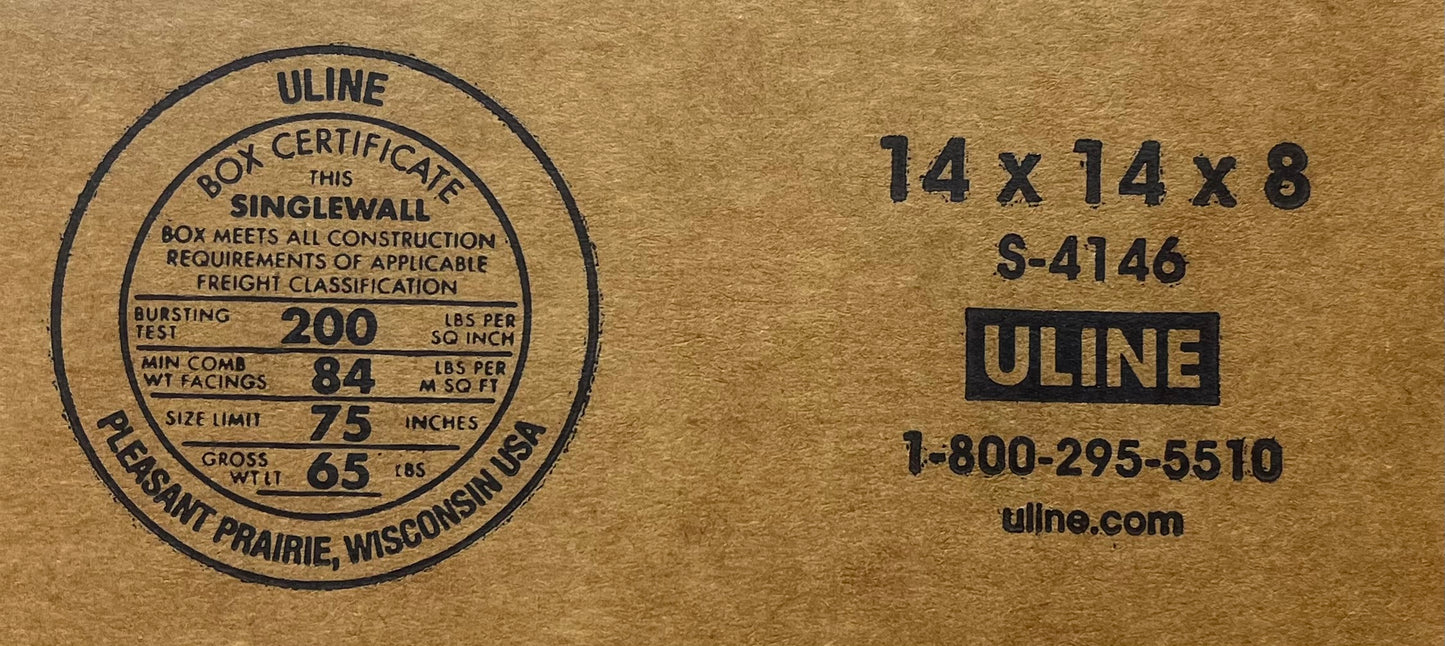 ULINE
BOX CERTIFICATE
THIS
SINGLEWALL
BOX MEETS ALL CONSTRUCTION
REQUIREMENTS OF APPLICABLE
FREIGHT CLASSIFICATION
BURSTING TEST 200 LBS PER SQ INCH
MIN COMB WT FACINGS 84 LBS PER M SQ FT
SIZE LIMIT 75 INCHES
GROSS WT LT 65 LBS
PLEASANT PRAIRIE, WISCONSIN USA
14 x 14 x 8
S-4146
ULINE
1-800-295-5510
uline.com